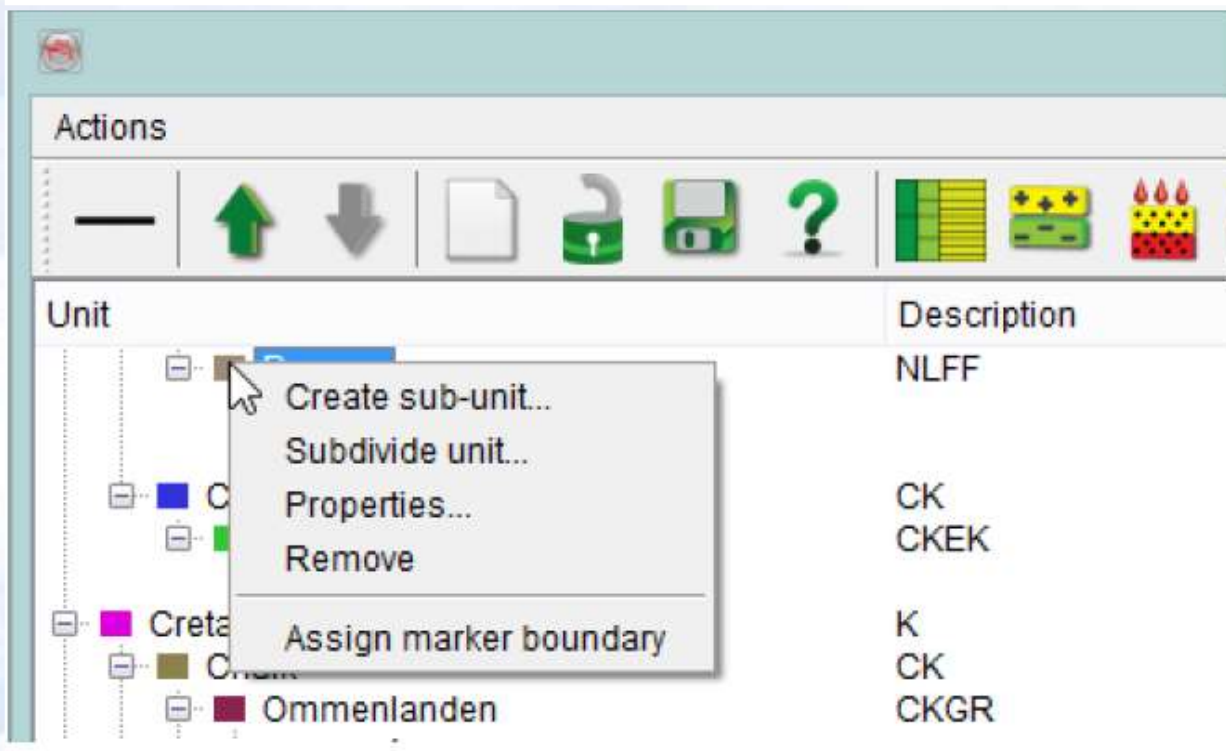 Actions
Unit Description
NLFF
Create sub-unit...
Subdivide unit...
CK
Properties...
CKEK
Remove
K
Assign marker boundary
CK
Ommenlanden CKGR